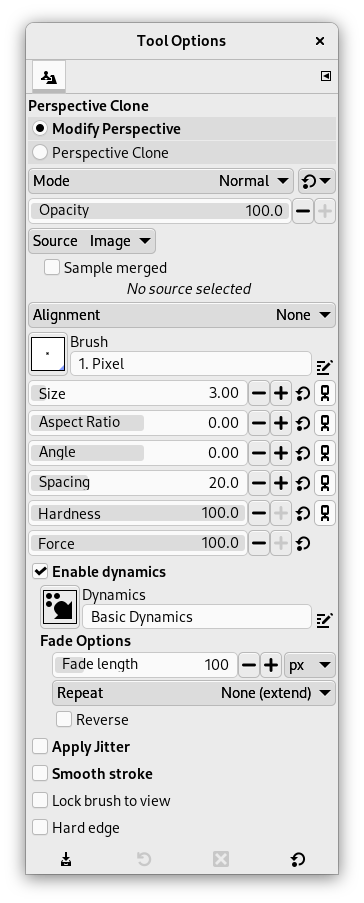 Tool Options
Perspective Clone
Modify Perspective
Perspective Clone
Mode Normal
Opacity 100.0
Source Image
Sample merged
No source selected
Alignment None
Brush
1. Pixel
Size 3.00
Aspect Ratio 0.00
Angle 0.00
Spacing 20.0
Hardness 100.0
Force 100.0
Enable dynamics
Dynamics
Basic Dynamics
Fade Options
Fade length 100 px
Repeat None (extend)
Reverse
Apply Jitter
Smooth stroke
Lock brush to view
Hard edge